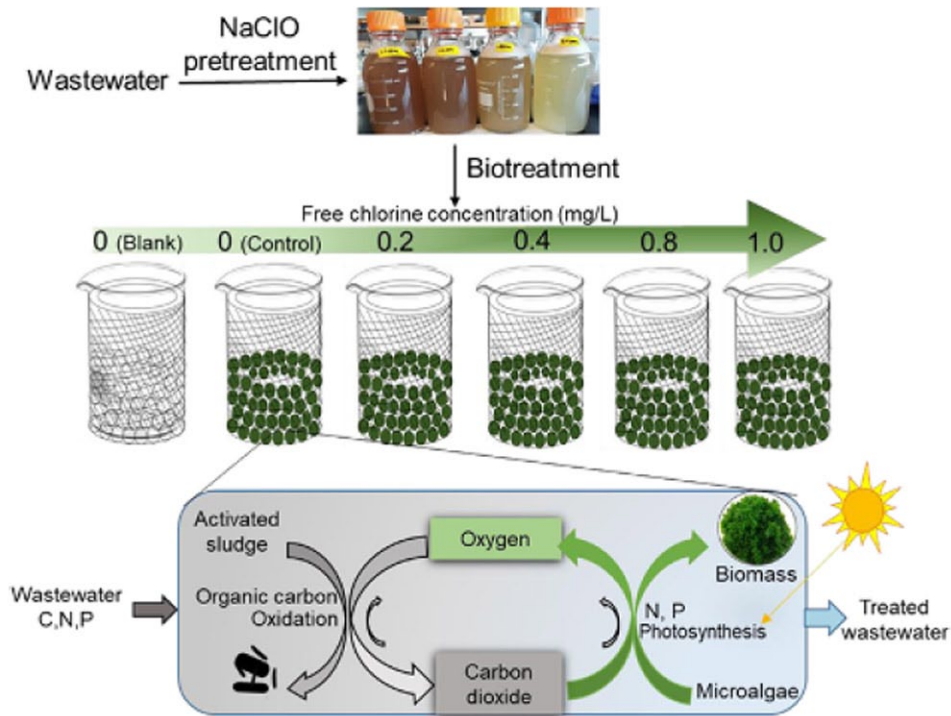 NaClO
pretreatment
Wastewater
Biotreatment
Free chlorine concentration (mg/L)
0 (Blank) 0 (Control) 0.2 0.4 0.8 1.0
Activated
sludge
Oxygen
Biomass
Wastewater
C,N,P
Organic carbon
Oxidation
N, P
Photosynthesis
Treated
wastewater
Carbon
dioxide
Microalgae